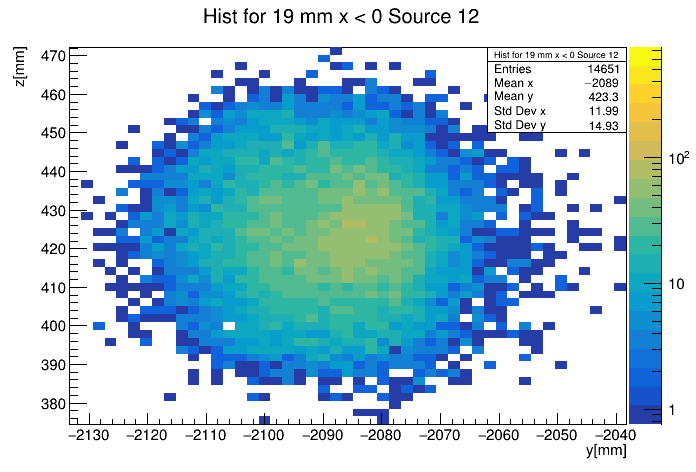 Hist for 19 mm x < 0 Source 12
z[mm]
470
460
450
440
430
420
410
400
390
380
Hist for 19 mm x < 0 Source 12
Entries 14651
Mean x −2089
Mean y 423.3
Std Dev x 11.99
Std Dev y 14.93
10²
10
1
−2130 −2120 −2110 −2100 −2090 −2080 −2070 −2060 −2050 −2040
y[mm]